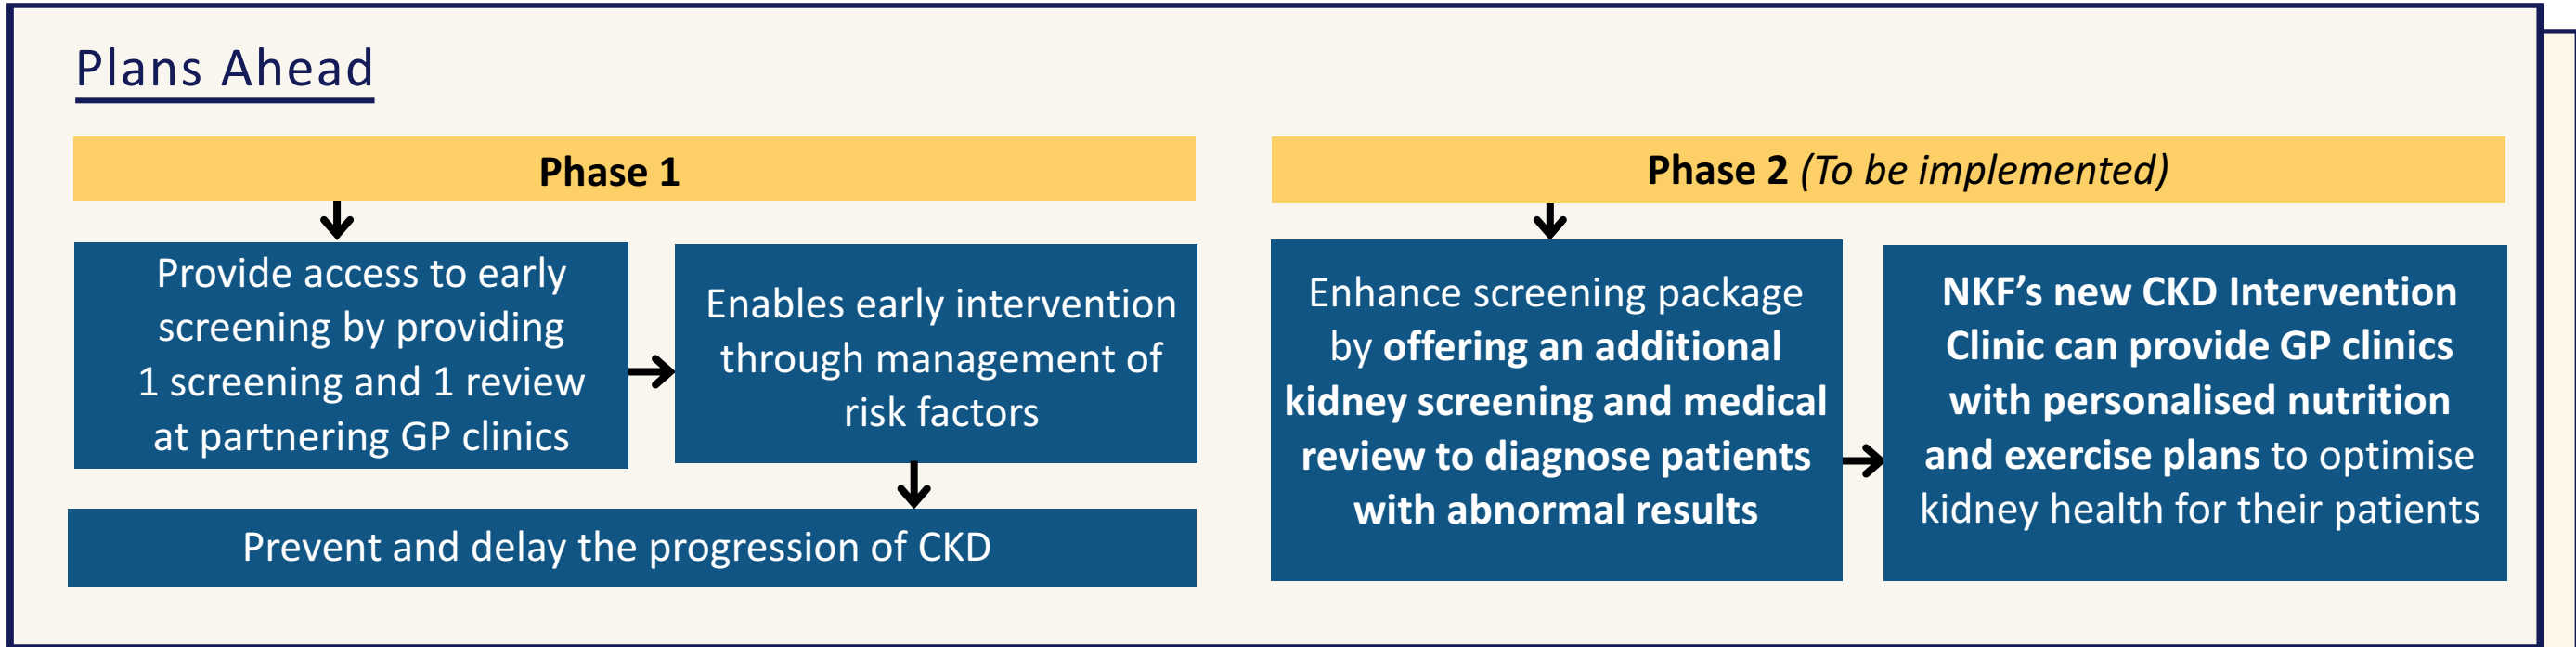 Plans Ahead
Phase 1
Provide access to early
screening by providing
1 screening and 1 review
at partnering GP clinics
Enables early intervention
through management of
risk factors
Prevent and delay the progression of CKD
Phase 2 (To be implemented)
Enhance screening package
by offering an additional
kidney screening and medical
review to diagnose patients
with abnormal results
NKF’s new CKD Intervention
Clinic can provide GP clinics
with personalised nutrition
and exercise plans to optimise
kidney health for their patients